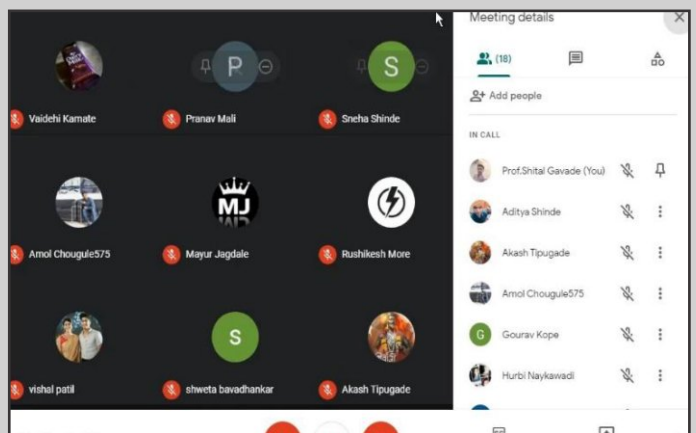 Meeting details
(18)
Add people
IN CALL
Prof.Shital Gavade (You)
Aditya Shinde
Akash Tipugade
Amol Chougule575
G
Gourav Kope
Hurbi Naykawadi
P
S
Vaidehi Kamate
Pranav Mali
Sneha Shinde
MJ
Amol Chougule575
Mayur Jagdale
Rushikesh More
S
vishal patil
shweta bavadhankar
Akash Tipugade